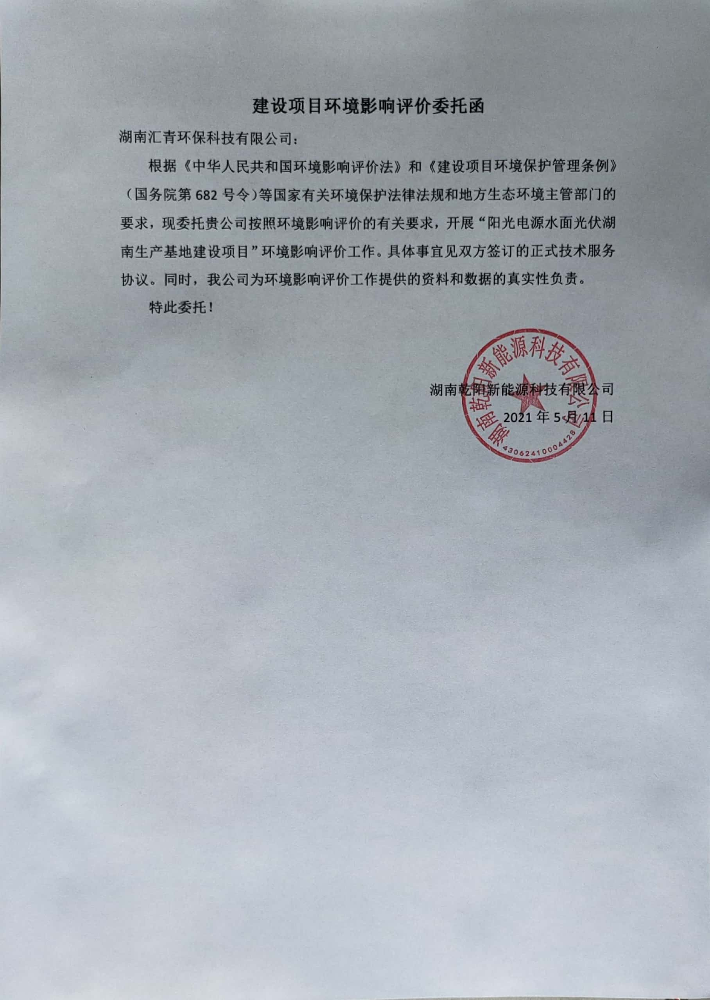 建设项目环境影响评价委托函
湖南汇青环保科技有限公司：
根据《中华人民共和国环境影响评价法》和《建设项目环境保护管理条例》
（国务院第 682 号令）等国家有关环境保护法律法规和地方生态环境主管部门的
要求，现委托贵公司按照环境影响评价的有关要求，开展“阳光电源水面光伏湖
南生产基地建设项目”环境影响评价工作。具体事宜见双方签订的正式技术服务
协议。同时，我公司为环境影响评价工作提供的资料和数据的真实性负责。
特此委托！
湖南乾阳新能源科技有限公司
2021 年 5 月 11 日
湖南乾阳新能源科技有限公司
43062410004428